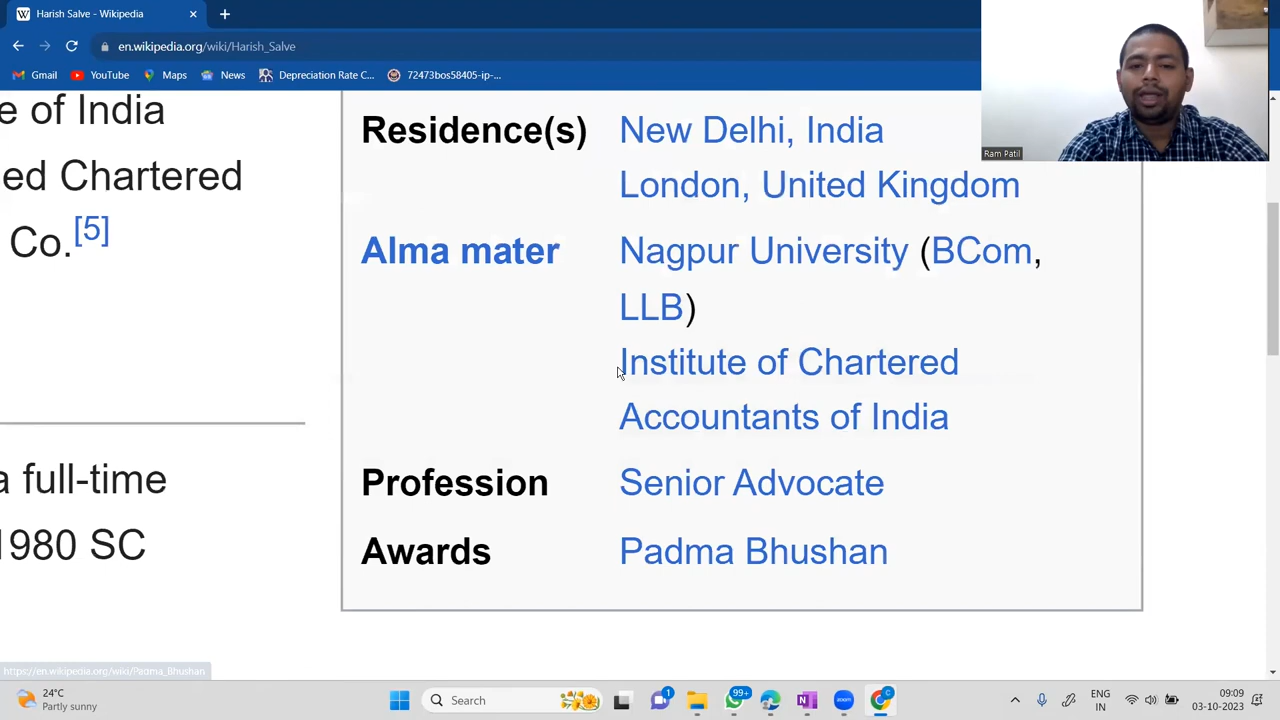 Harish Salve - Wikipedia
en.wikipedia.org/wiki/Harish_Salve
Gmail
YouTube
Maps
News
Depreciation Rate C...
72473bos58405-ip-...
Ram Patil
e of India
ed Chartered
Co.[5]
a full-time
1980 SC
Residence(s) New Delhi, India
London, United Kingdom
Alma mater Nagpur University (BCom,
LLB)
Institute of Chartered
Accountants of India
Profession Senior Advocate
Awards Padma Bhushan
https://en.wikipedia.org/wiki/Padma_Bhushan
24°C
Partly sunny
Search
1
99+
C
ENG
IN
09:09
03-10-2023